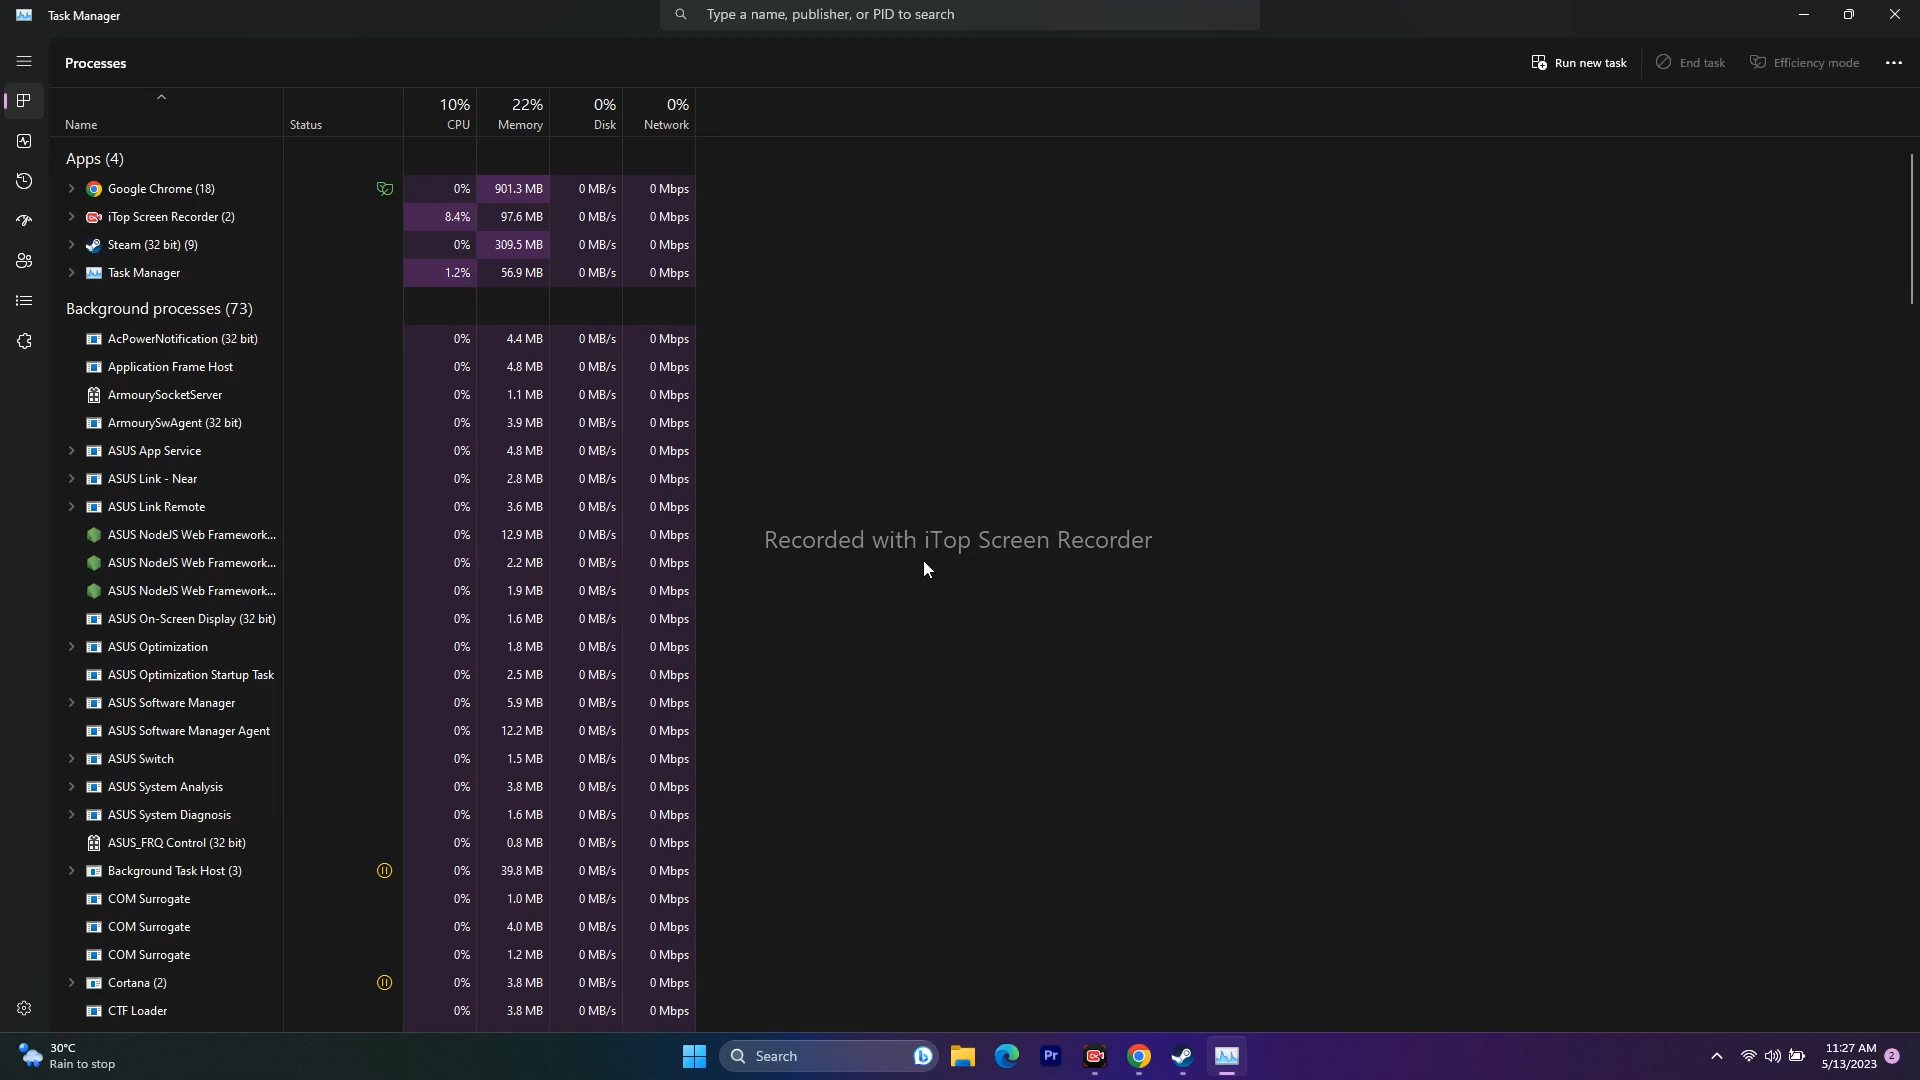 Task Manager
Type a name, publisher, or PID to search
Processes
Run new task
End task
Efficiency mode
10% 22% 0% 0%
Name Status CPU Memory Disk Network
Apps (4)
Google Chrome (18) 0% 901.3 MB 0 MB/s 0 Mbps
iTop Screen Recorder (2) 8.4% 97.6 MB 0 MB/s 0 Mbps
Steam (32 bit) (9) 0% 309.5 MB 0 MB/s 0 Mbps
Task Manager 1.2% 56.9 MB 0 MB/s 0 Mbps
Background processes (73)
AcPowerNotification (32 bit) 0% 4.4 MB 0 MB/s 0 Mbps
Application Frame Host 0% 4.8 MB 0 MB/s 0 Mbps
ArmourySocketServer 0% 1.1 MB 0 MB/s 0 Mbps
ArmourySwAgent (32 bit) 0% 3.9 MB 0 MB/s 0 Mbps
ASUS App Service 0% 4.8 MB 0 MB/s 0 Mbps
ASUS Link - Near 0% 2.8 MB 0 MB/s 0 Mbps
ASUS Link Remote 0% 3.6 MB 0 MB/s 0 Mbps
ASUS NodeJS Web Framework... 0% 12.9 MB 0 MB/s 0 Mbps
Recorded with iTop Screen Recorder
ASUS NodeJS Web Framework... 0% 2.2 MB 0 MB/s 0 Mbps
ASUS NodeJS Web Framework... 0% 1.9 MB 0 MB/s 0 Mbps
ASUS On-Screen Display (32 bit) 0% 1.6 MB 0 MB/s 0 Mbps
ASUS Optimization 0% 1.8 MB 0 MB/s 0 Mbps
ASUS Optimization Startup Task 0% 2.5 MB 0 MB/s 0 Mbps
ASUS Software Manager 0% 5.9 MB 0 MB/s 0 Mbps
ASUS Software Manager Agent 0% 12.2 MB 0 MB/s 0 Mbps
ASUS Switch 0% 1.5 MB 0 MB/s 0 Mbps
ASUS System Analysis 0% 3.8 MB 0 MB/s 0 Mbps
ASUS System Diagnosis 0% 1.6 MB 0 MB/s 0 Mbps
ASUS_FRQ Control (32 bit) 0% 0.8 MB 0 MB/s 0 Mbps
Background Task Host (3) 0% 39.8 MB 0 MB/s 0 Mbps
COM Surrogate 0% 1.0 MB 0 MB/s 0 Mbps
COM Surrogate 0% 4.0 MB 0 MB/s 0 Mbps
COM Surrogate 0% 1.2 MB 0 MB/s 0 Mbps
Cortana (2) 0% 3.8 MB 0 MB/s 0 Mbps
CTF Loader 0% 3.8 MB 0 MB/s 0 Mbps
30°C
Rain to stop
Search
Pr
11:27 AM
5/13/2023
2